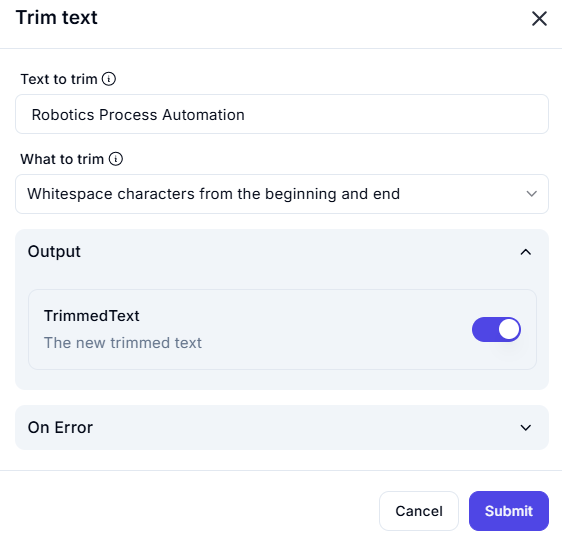 Trim text
Text to trim
Robotics Process Automation
What to trim
Whitespace characters from the beginning and end
Output
TrimmedText
The new trimmed text
On Error
Cancel Submit